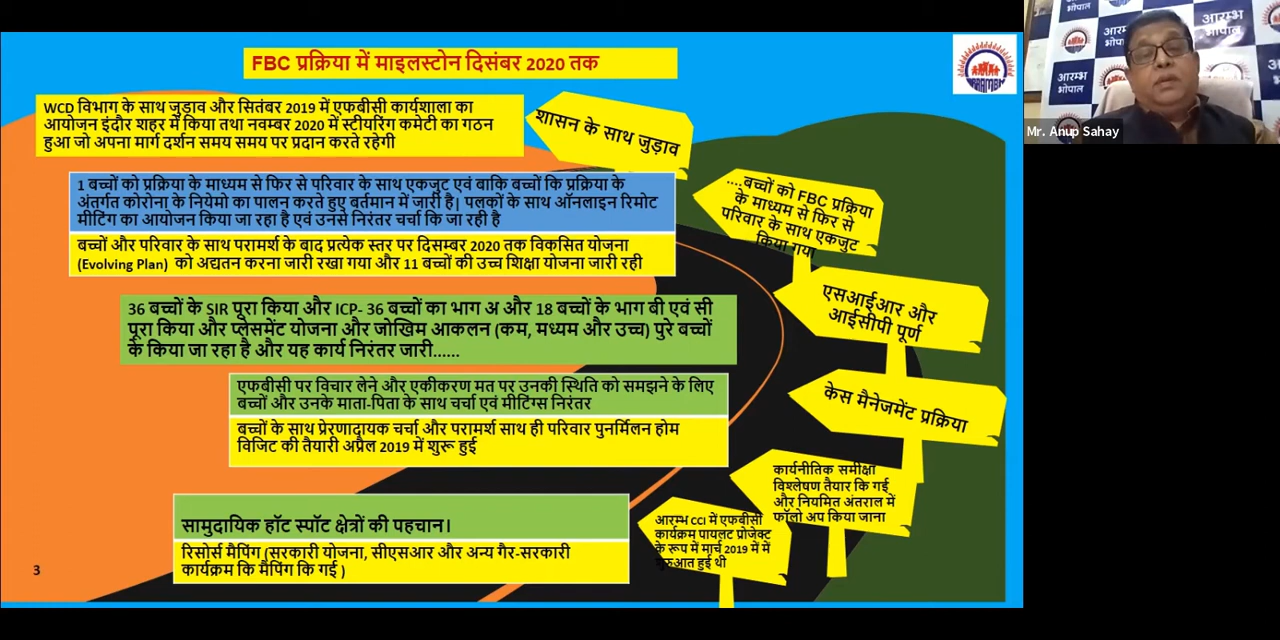 FBC प्रक्रिया में माइलस्टोन दिसंबर 2020 तक
WCD विभाग के साथ जुड़ाव और सितंबर 2019 में एफबीसी कार्यशाला का
आयोजन इंदौर शहर में किया तथा नवम्बर 2020 में स्टीयरिंग कमेटी का गठन
हुआ जो अपना मार्ग दर्शन समय समय पर प्रदान करते रहेगी
शासन के साथ जुड़ाव
1 बच्चों को प्रक्रिया के माध्यम से फिर से परिवार के साथ एकजुट एवं बाकि बच्चों कि प्रक्रिया के
अंतर्गत कोरोना के नियेमो का पालन करते हुए बर्तमान में जारी है| पलकों के साथ ऑनलाइन रिमोट
मीटिंग का आयोजन किया जा रहा है एवं उनसे निरंतर चर्चा कि जा रही है
बच्चों और परिवार के साथ परामर्श के बाद प्रत्येक स्तर पर दिसम्बर 2020 तक विकसित योजना
(Evolving Plan) को अद्यतन करना जारी रखा गया और 11 बच्चों की उच्च शिक्षा योजना जारी रही
....बच्चों को FBC प्रक्रिया
के माध्यम से फिर से
परिवार के साथ एकजुट
किया गया
36 बच्चों के SIR पूरा किया और ICP- 36 बच्चों का भाग अ और 18 बच्चों के भाग बी एवं सी
पूरा किया और प्लेसमेंट योजना और जोखिम आकलन (कम, मध्यम और उच्च) पुरे बच्चों
के किया जा रहा है और यह कार्य निरंतर जारी......
एसआईआर और
आईसीपी पूर्ण
एफबीसी पर विचार लेने और एकीकरण मत पर उनकी स्थिति को समझने के लिए
बच्चों और उनके माता-पिता के साथ चर्चा एवं मीटिंग्स निरंतर
बच्चों के साथ प्रेरणादायक चर्चा और परामर्श साथ ही परिवार पुनर्मिलन होम
विजिट की तैयारी अप्रैल 2019 में शुरू हुई
केस मैनेजमेंट प्रक्रिया
कार्यनीतिक समीक्षा
विश्लेषण तैयार कि गई
और नियमित अंतराल में
फॉलो अप किया जाना
सामुदायिक हॉट स्पॉट क्षेत्रों की पहचान।
रिसोर्स मैपिंग (सरकारी योजना, सीएसआर और अन्य गैर-सरकारी
कार्यक्रम कि मैपिंग कि गई )
आरम्भ CCI में एफबीसी
कार्यक्रम पायलट प्रोजेक्ट
के रूप में मार्च 2019 में में
शुरुआत हुई थी
3
AARAMBH
आरम्भ
भोपाल
आरम्भ
भोपाल
Mr. Anup Sahay